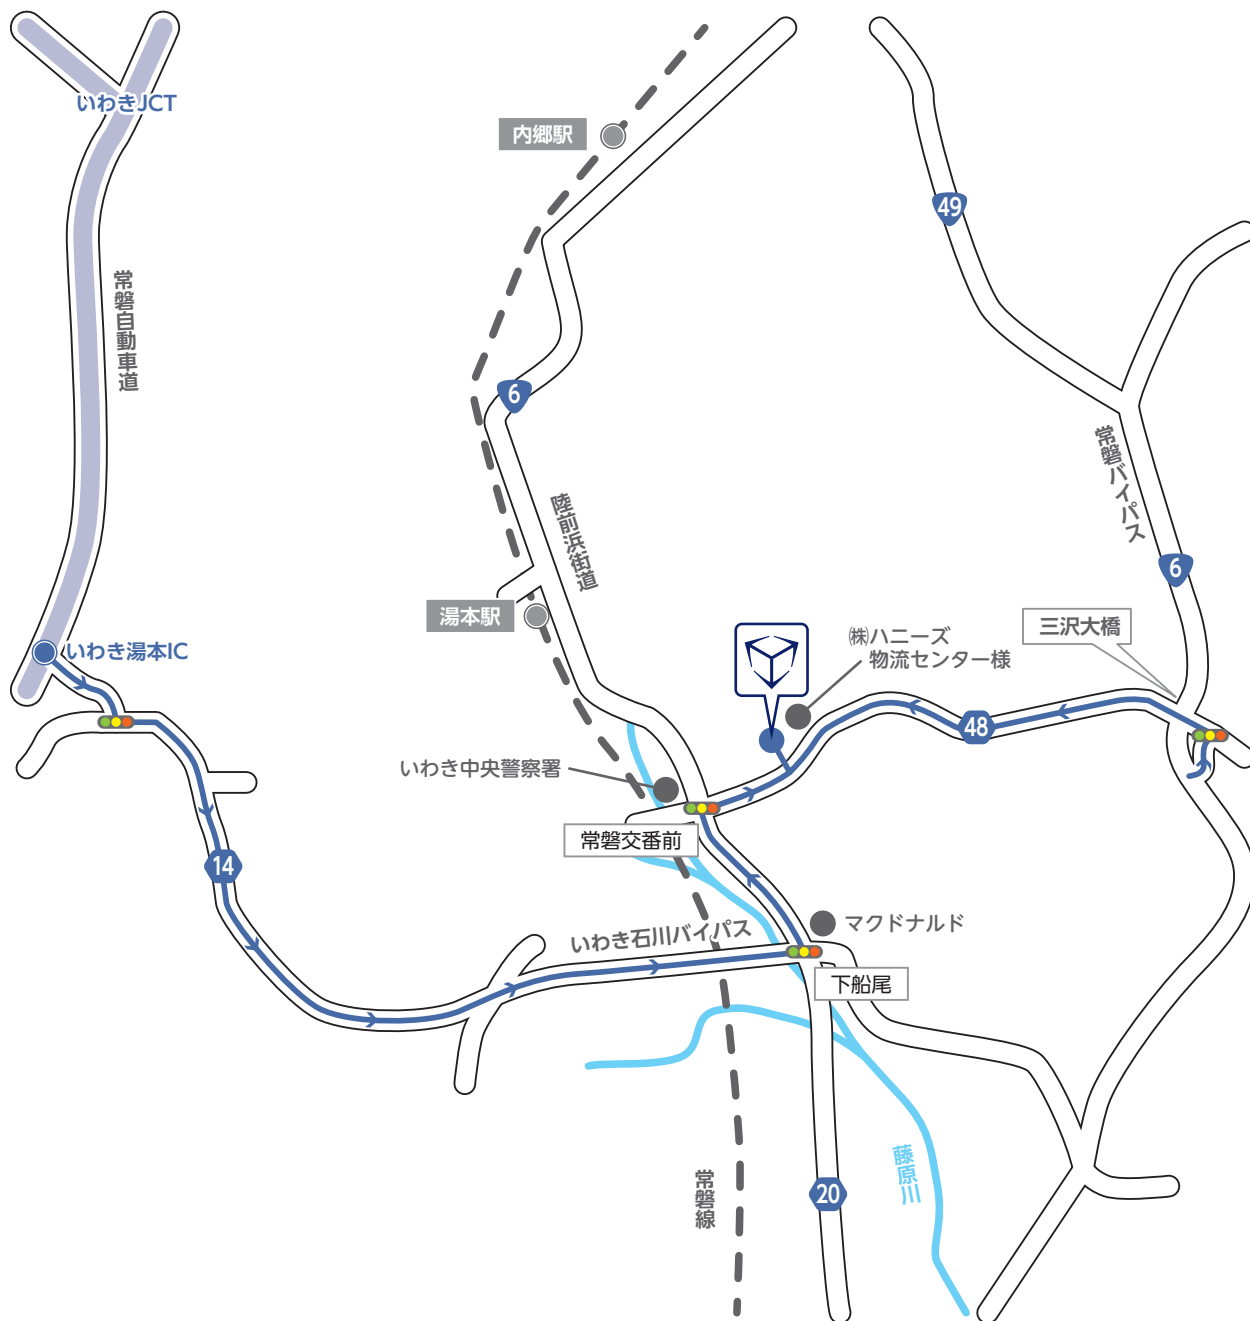 いわきJCT
内郷駅
49
常磐自動車道
6
常磐バイパス
陸前浜街道
6
湯本駅
三沢大橋
㈱ハニーズ
物流センター様
いわき湯本IC
48
いわき中央警察署
常磐交番前
14
マクドナルド
いわき石川バイパス
下船尾
藤原川
常磐線
20